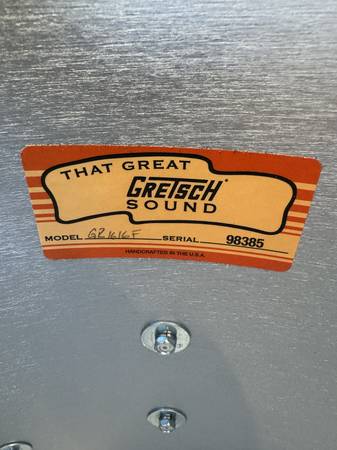 THAT GREAT
GRETSCH®
SOUND
MODEL GR1616F SERIAL 98385
HANDCRAFTED IN THE U.S.A.